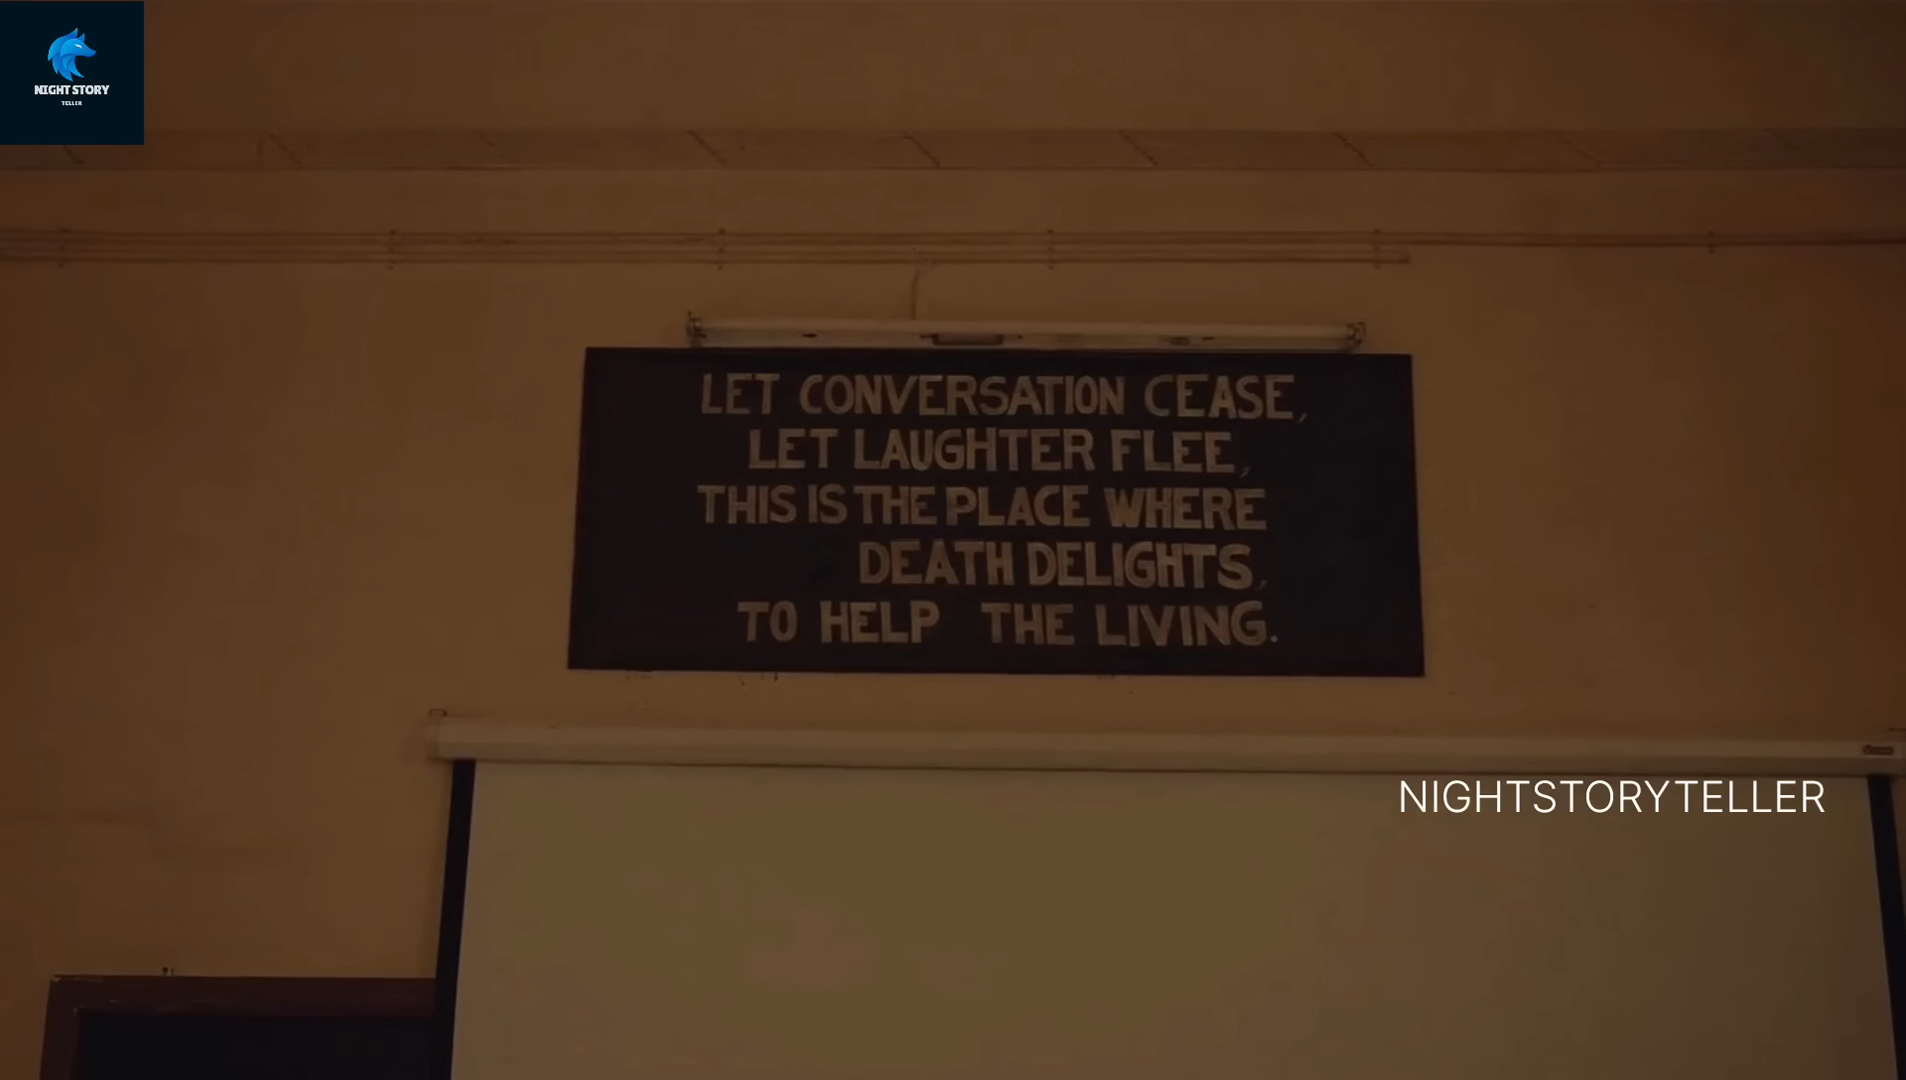 NIGHT STORY
TELLER
LET CONVERSATION CEASE,
LET LAUGHTER FLEE,
THIS IS THE PLACE WHERE
DEATH DELIGHTS,
TO HELP THE LIVING.
NIGHTSTORYTELLER